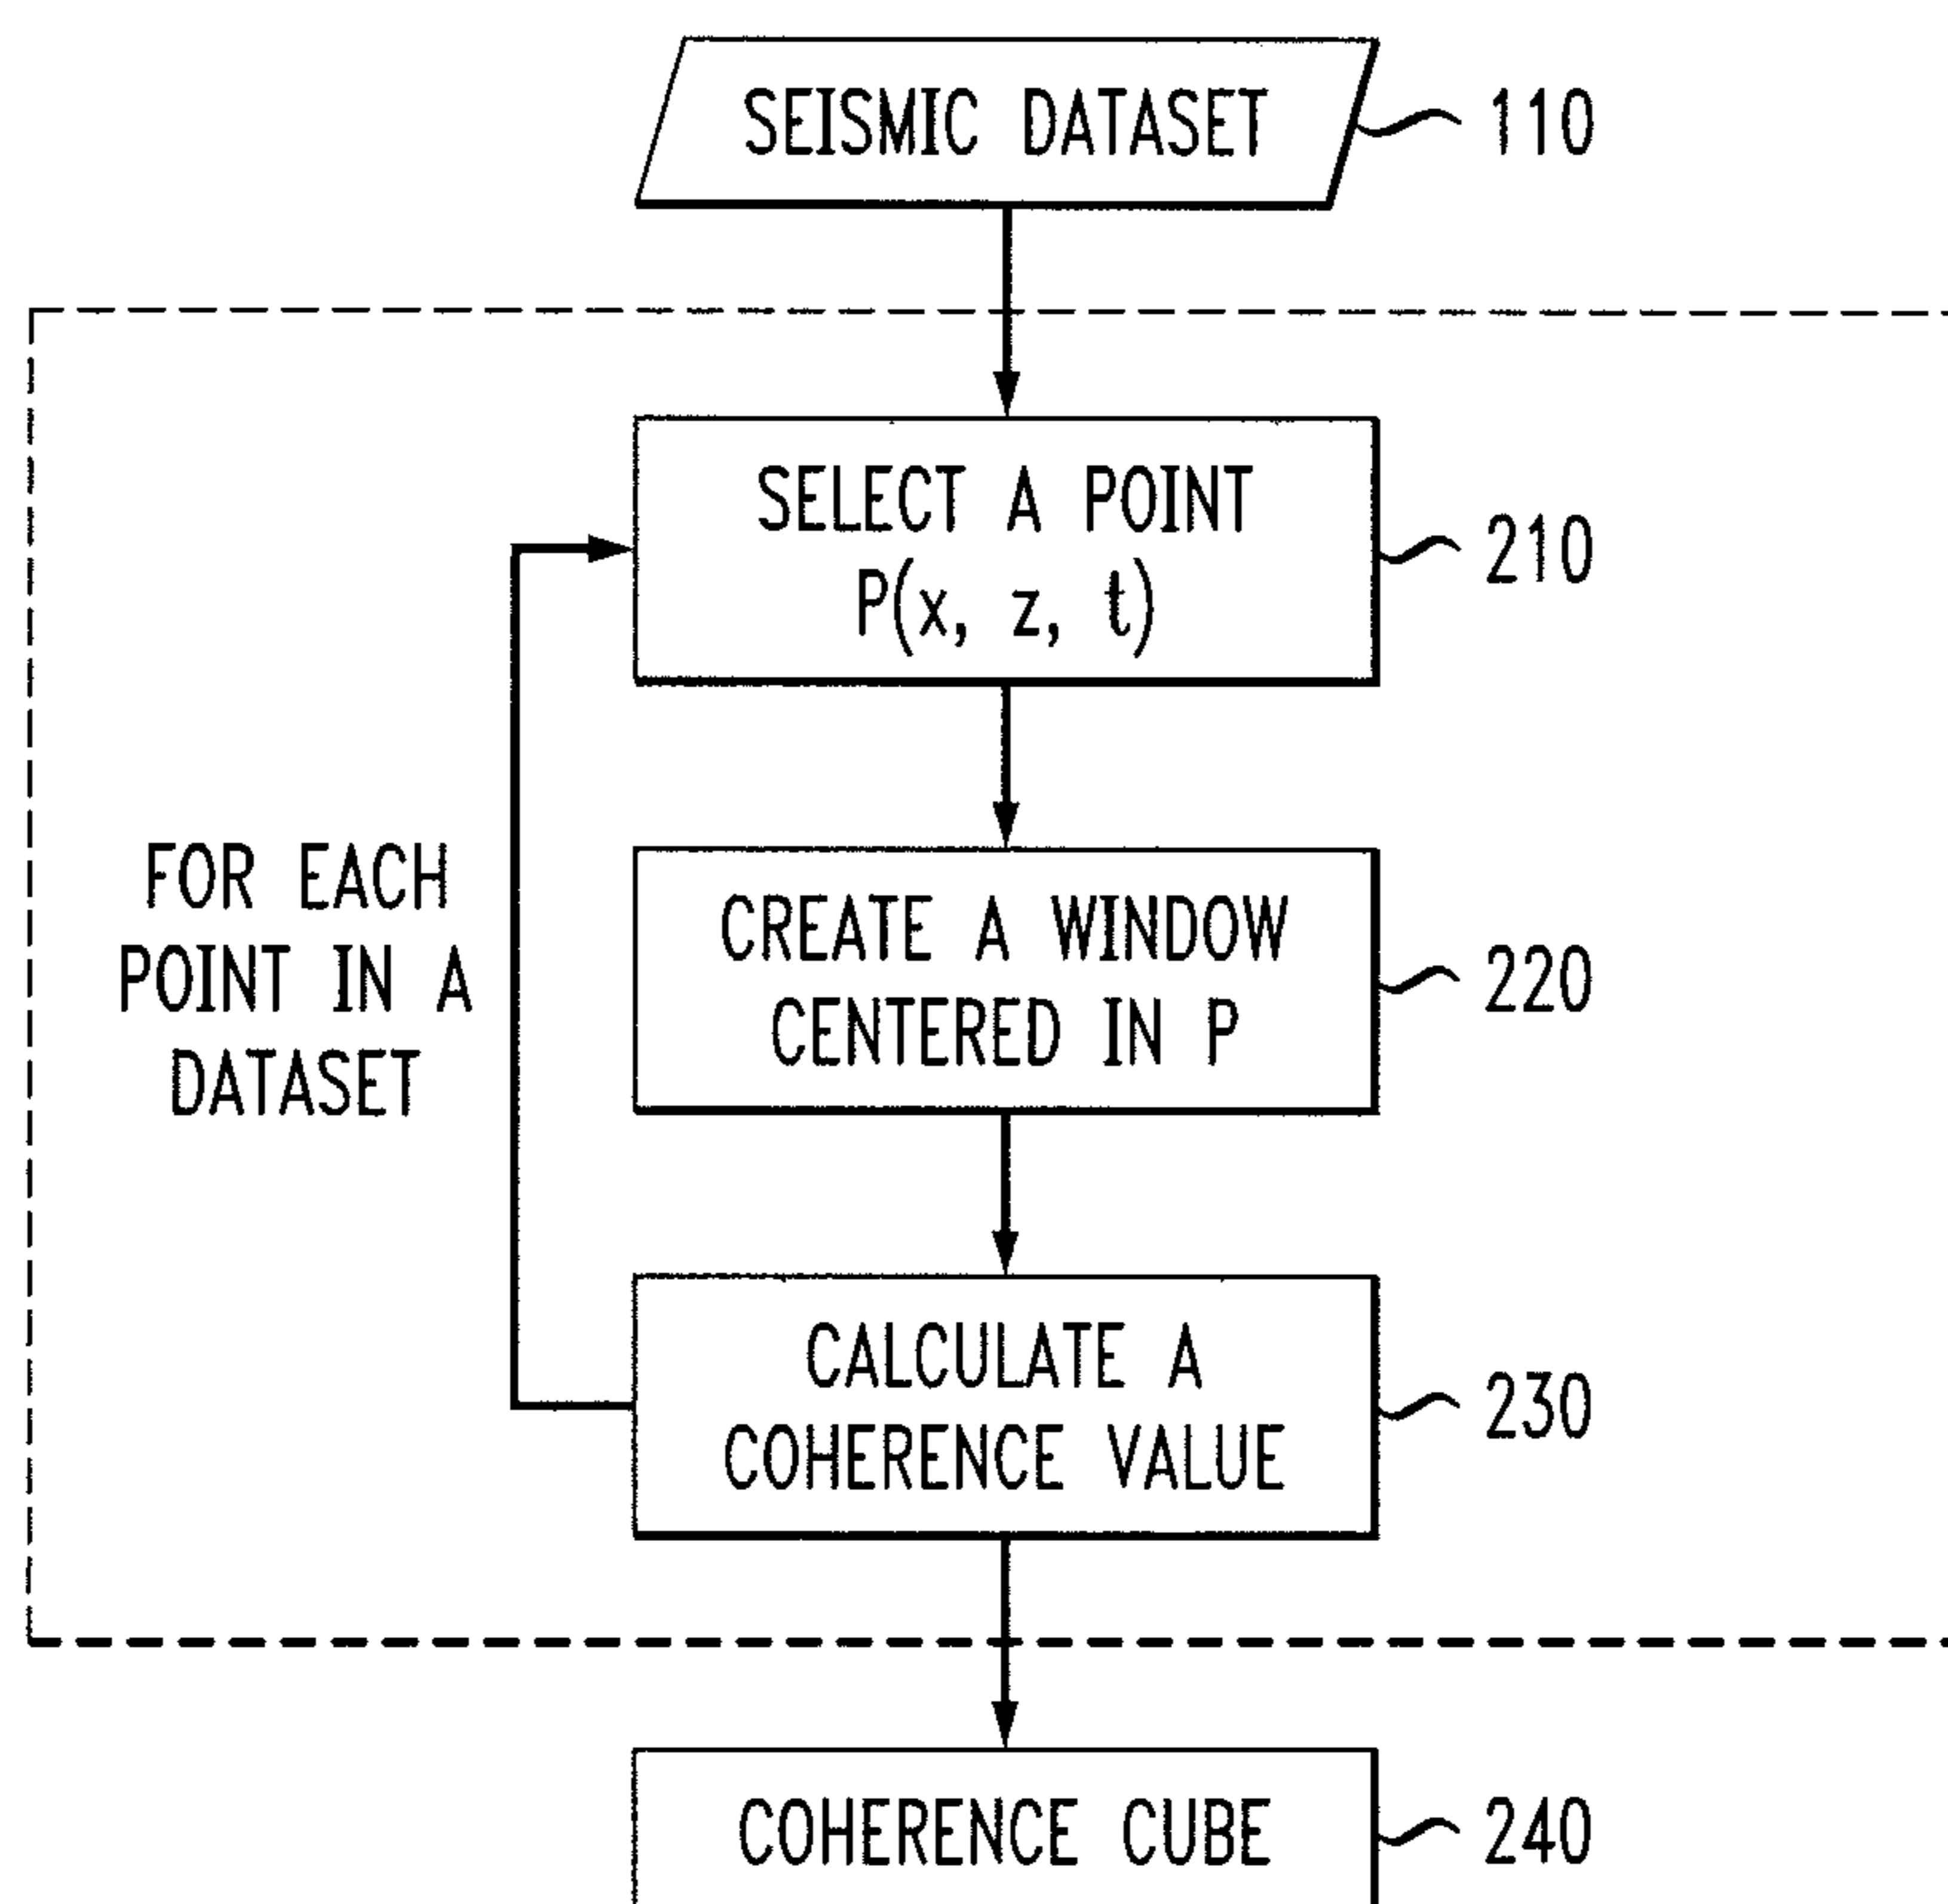 SEISMIC DATASET
110
SELECT A POINT
P(x, z, t)
210
FOR EACH
POINT IN A
DATASET
CREATE A WINDOW
CENTERED IN P
220
CALCULATE A
COHERENCE VALUE
230
COHERENCE CUBE
240